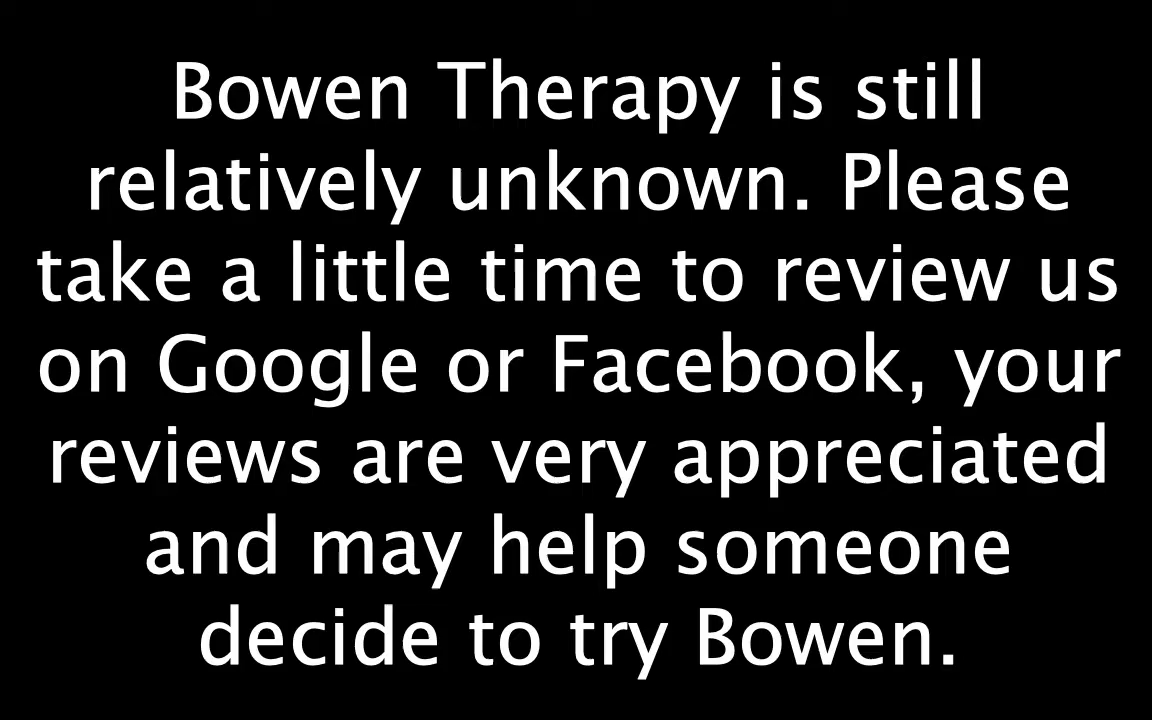 Bowen Therapy is still
relatively unknown. Please
take a little time to review us
on Google or Facebook, your
reviews are very appreciated
and may help someone
decide to try Bowen.